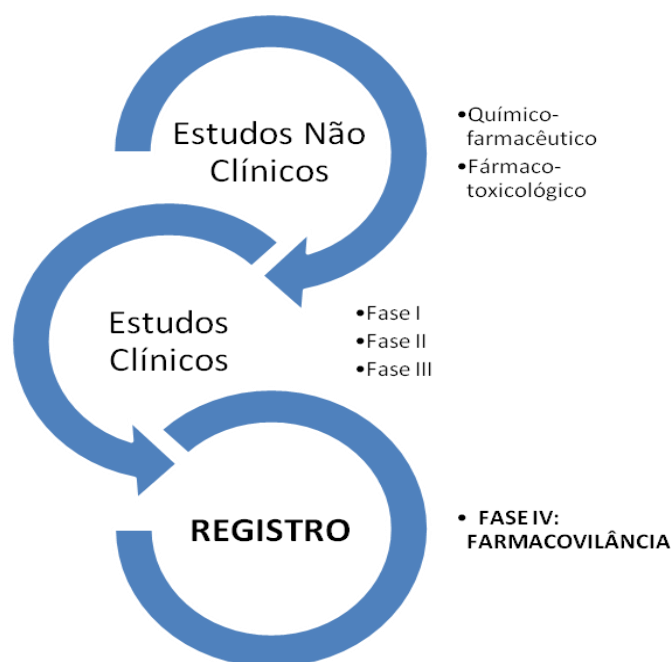 Estudos Não
Clínicos
•Químico-
farmacêutico
•Fármaco-
toxicológico
Estudos
Clínicos
•Fase I
•Fase II
•Fase III
REGISTRO
• FASE IV:
FARMACOVILÂNCIA